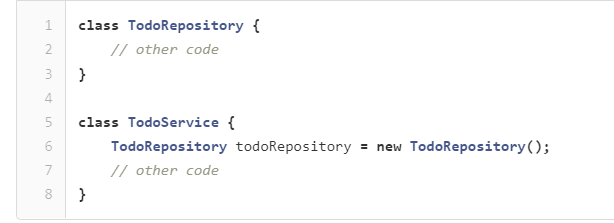 1 class TodoRepository {
2     // other code
3 }
4
5 class TodoService {
6     TodoRepository todoRepository = new TodoRepository();
7     // other code
8 }